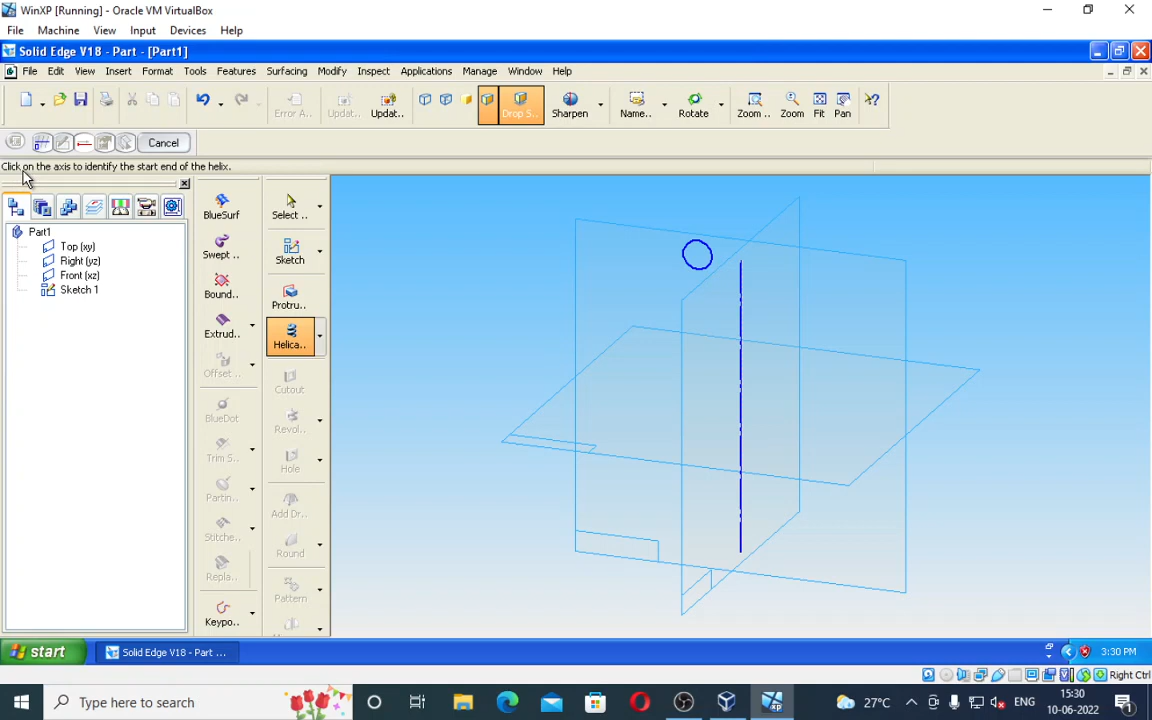 WinXP [Running] - Oracle VM VirtualBox
File Machine View Input Devices Help
Solid Edge V18 - Part - [Part1]
File Edit View Insert Format Tools Features Surfacing Modify Inspect Applications Manage Window Help
Error A.. Updat.. Updat.. Drop S.. Sharpen Name.. Rotate Zoom .. Zoom Fit Pan
Cancel
Click on the axis to identify the start end of the helix.
Part1
Top (xy)
Right (yz)
Front (xz)
Sketch 1
BlueSurf
Swept ..
Bound..
Extrud..
Offset ..
BlueDot
Trim S..
Parting..
Stitche..
Repla..
Keypo..
Select ..
Sketch
Protru..
Helica..
Cutout
Revol..
Hole
Add Dr..
Round
Pattern
start
Solid Edge V18 - Part ...
3:30 PM
Right Ctrl
Type here to search
27°C
ENG
15:30
10-06-2022